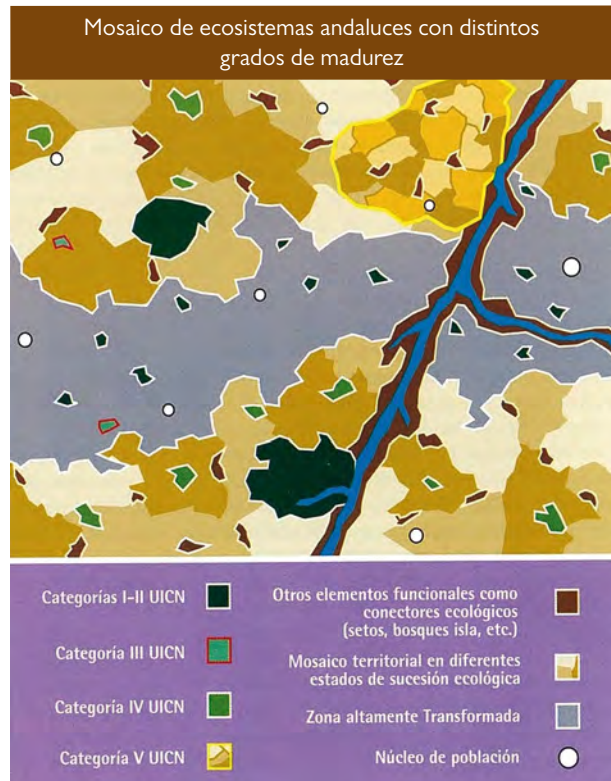 Mosaico de ecosistemas andaluces con distintos
grados de madurez
Categorías I-II UICN
Categoría III UICN
Categoría IV UICN
Categoría V UICN
Otros elementos funcionales como
conectores ecológicos
(setos, bosques isla, etc.)
Mosaico territorial en diferentes
estados de sucesión ecológica
Zona altamente Transformada
Núcleo de población